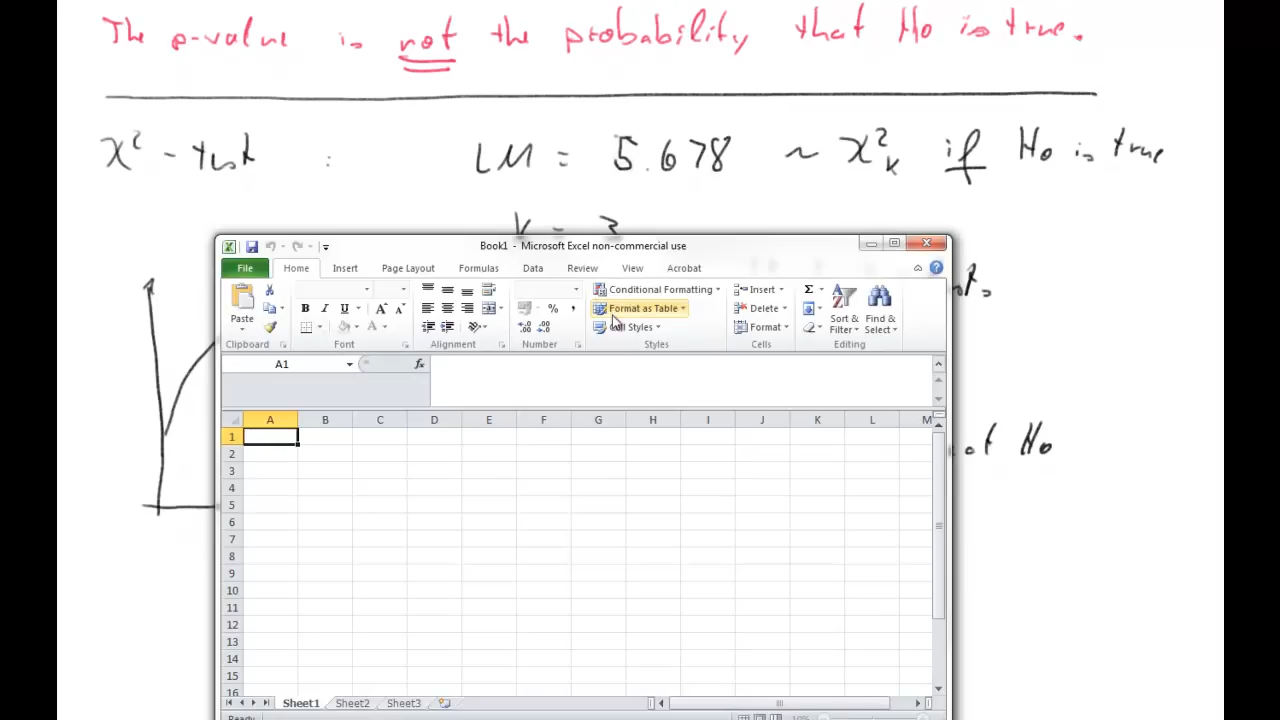 The p-value is not the probability that Ho is true.
χ² - test : LM = 5.678 ~ χ²k if Ho is true
k = 3
Book1 - Microsoft Excel non-commercial use
File Home Insert Page Layout Formulas Data Review View Acrobat
Conditional Formatting Insert Σ
Paste B I U A % , Format as Table Delete Sort & Filter Find & Select
Cell Styles Format
Clipboard Font Alignment Number Styles Cells Editing
A1 fx
A B C D E F G H I J K L M
1
2
3
4
5
6
7
8
9
10
11
12
13
14
15
16
Sheet1 Sheet2 Sheet3
Ready
of Ho